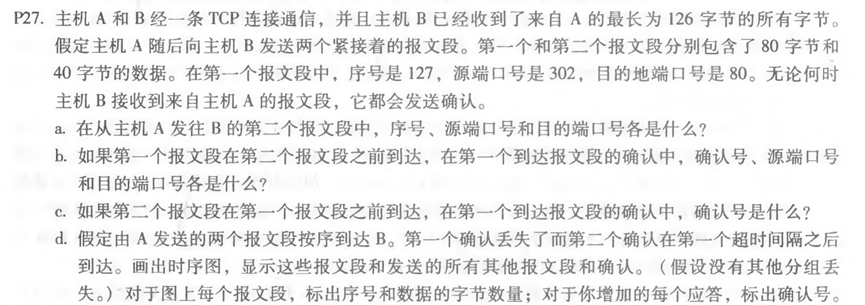 P27. 主机 A 和 B 经一条 TCP 连接通信，并且主机 B 已经收到了来自 A 的最长为 126 字节的所有字节。
假定主机 A 随后向主机 B 发送两个紧接着的报文段。第一个和第二个报文段分别包含了 80 字节和
40 字节的数据。在第一个报文段中，序号是 127，源端口号是 302，目的地端口号是 80。无论何时
主机 B 接收到来自主机 A 的报文段，它都会发送确认。
a. 在从主机 A 发往 B 的第二个报文段中，序号、源端口号和目的端口号各是什么？
b. 如果第一个报文段在第二个报文段之前到达，在第一个到达报文段的确认中，确认号、源端口号
和目的端口号各是什么？
c. 如果第二个报文段在第一个报文段之前到达，在第一个到达报文段的确认中，确认号是什么？
d. 假定由 A 发送的两个报文段按序到达 B。第一个确认丢失了而第二个确认在第一个超时间隔之后
到达。画出时序图，显示这些报文段和发送的所有其他报文段和确认。（假设没有其他分组丢
失。）对于图上每个报文段，标出序号和数据的字节数量；对于你增加的每个应答，标出确认号。